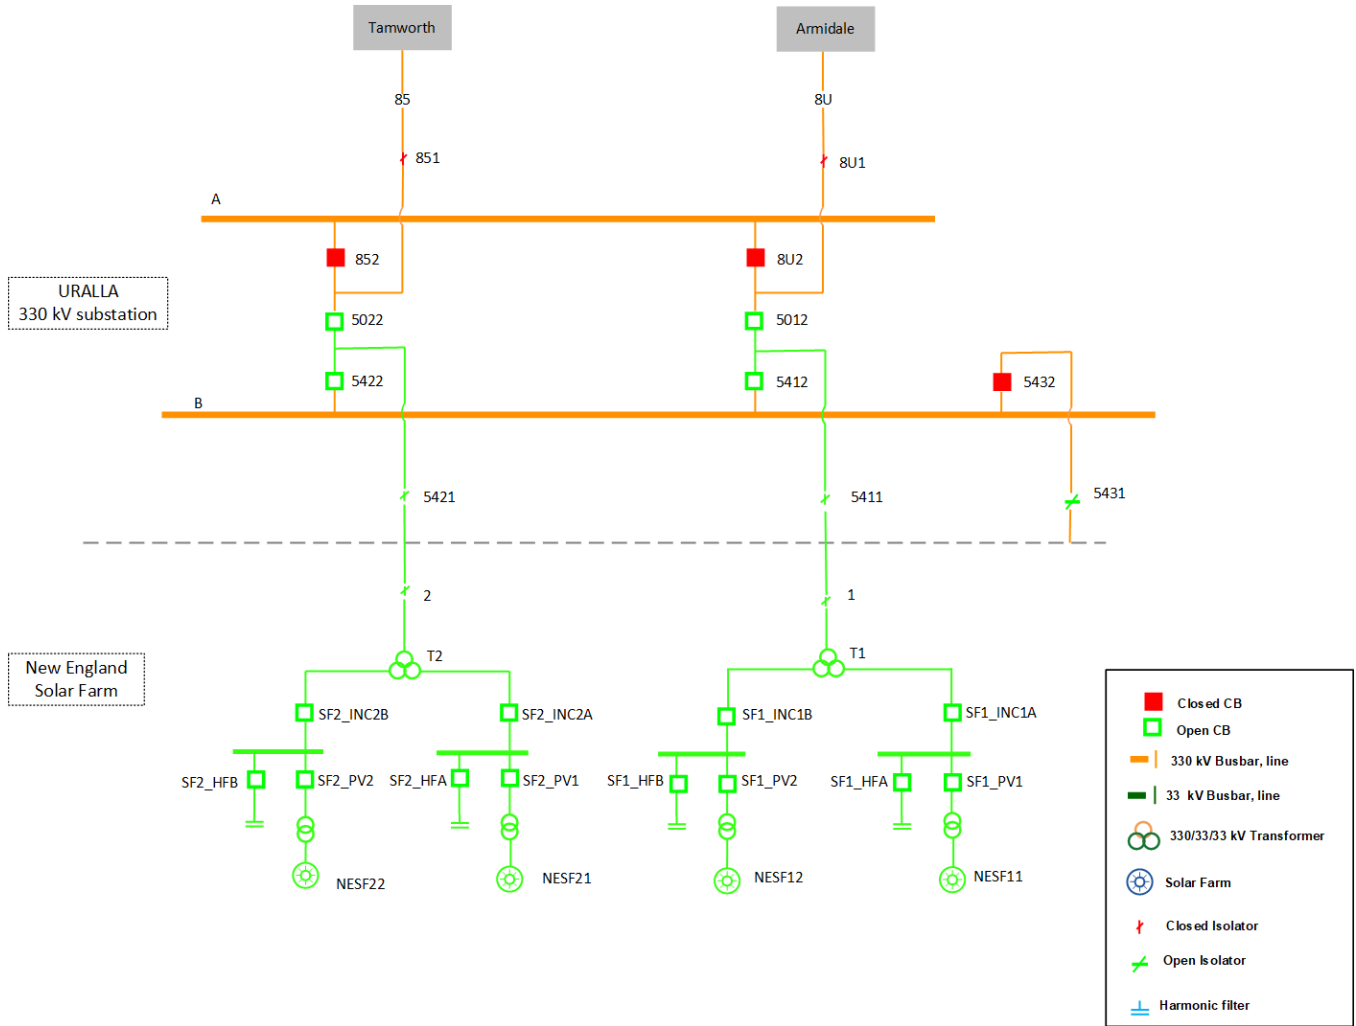 Tamworth
Armidale
85
8U
851
8U1
A
852
8U2
URALLA
330 kV substation
5022
5012
5422
5412
5432
B
5421
5411
5431
2
1
New England
Solar Farm
T2
T1
SF2_INC2B
SF2_INC2A
SF1_INC1B
SF1_INC1A
SF2_HFB
SF2_PV2
SF2_HFA
SF2_PV1
SF1_HFB
SF1_PV2
SF1_HFA
SF1_PV1
NESF22
NESF21
NESF12
NESF11
Closed CB
Open CB
330 kV Busbar, line
33 kV Busbar, line
330/33/33 kV Transformer
Solar Farm
Closed Isolator
Open Isolator
Harmonic filter